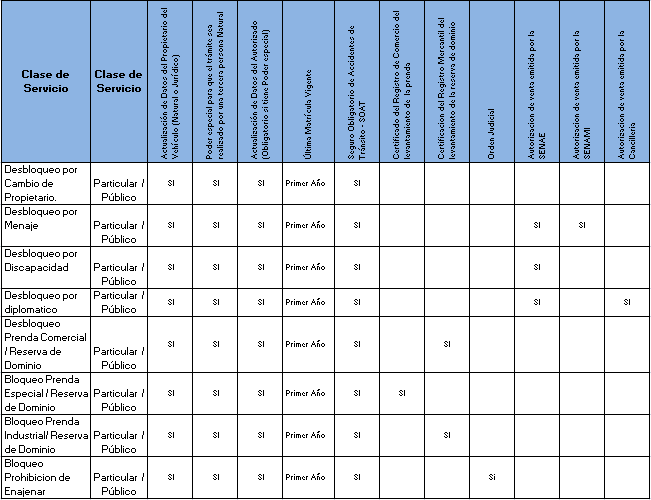 Clase de
Servicio
Clase de
Servicio
Actualización de Datos del Propietario del
Vehículo (Natural o Jurídico)
Poder especial para que el trámite sea
realizado por una tercera persona Natural
Actualización de Datos del Autorizado
(Obligatorio si tiene Poder especial)
Última Matrícula Vigente
Seguro Obligatorio de Accidentes de
Tránsito - SOAT
Certificado del Registro de Comercio del
levantamiento de la prenda
Certificacion del Registro Mercantil del
levantamiento de la reserva de dominio
Orden Judicial
Autorizacion de venta emitida por la
SENAE
Autorizacion de venta emitida por la
SENAMI
Autorizacion de venta emitida por la
Cancilleria
Desbloqueo por
Cambio de
Propietario.
Particular /
Público
SI SI SI Primer Año SI
Desbloqueo por
Menaje
Particular /
Público
SI SI SI Primer Año SI SI SI
Desbloqueo por
Discapacidad
Particular /
Público
SI SI SI Primer Año SI SI
Desbloqueo por
diplomatico
Particular /
Público
SI SI SI Primer Año SI SI SI
Desbloqueo
Prenda Comercial
/ Reserva de
Dominio
Particular /
Público
SI SI SI Primer Año SI SI
Bloqueo Prenda
Especial / Reserva
de Dominio
Particular /
Público
SI SI SI Primer Año SI SI
Bloqueo Prenda
Industrial/ Reserva
de Dominio
Particular /
Público
SI SI SI Primer Año SI SI
Bloqueo
Prohibicion de
Enajenar
Particular /
Público
SI SI SI Primer Año SI Si